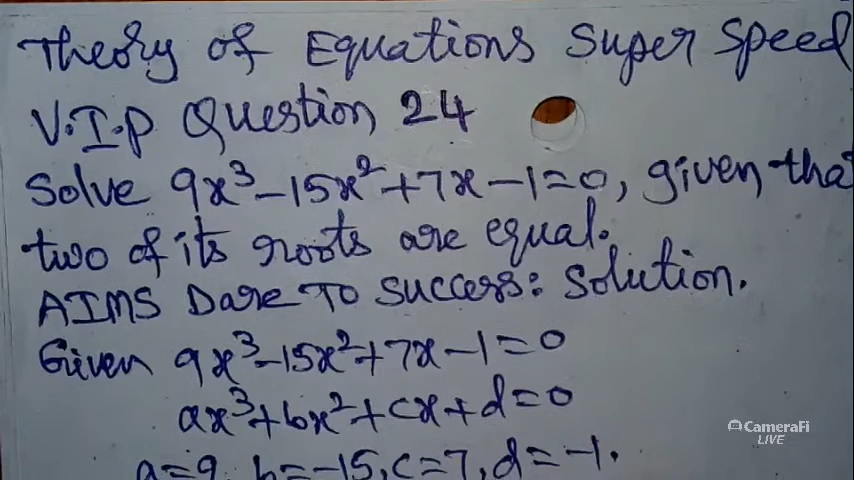 Theory of Equations Super Speed
V.I.P Question 24
Solve 9x³-15x²+7x-1=0, given tha
two of its roots are equal.
AIMS Dare To Success: Solution.
Given 9x³-15x²+7x-1=0
ax³+bx²+cx+d=0
CameraFi
LIVE
a=9, b=-15, c=7, d=-1.